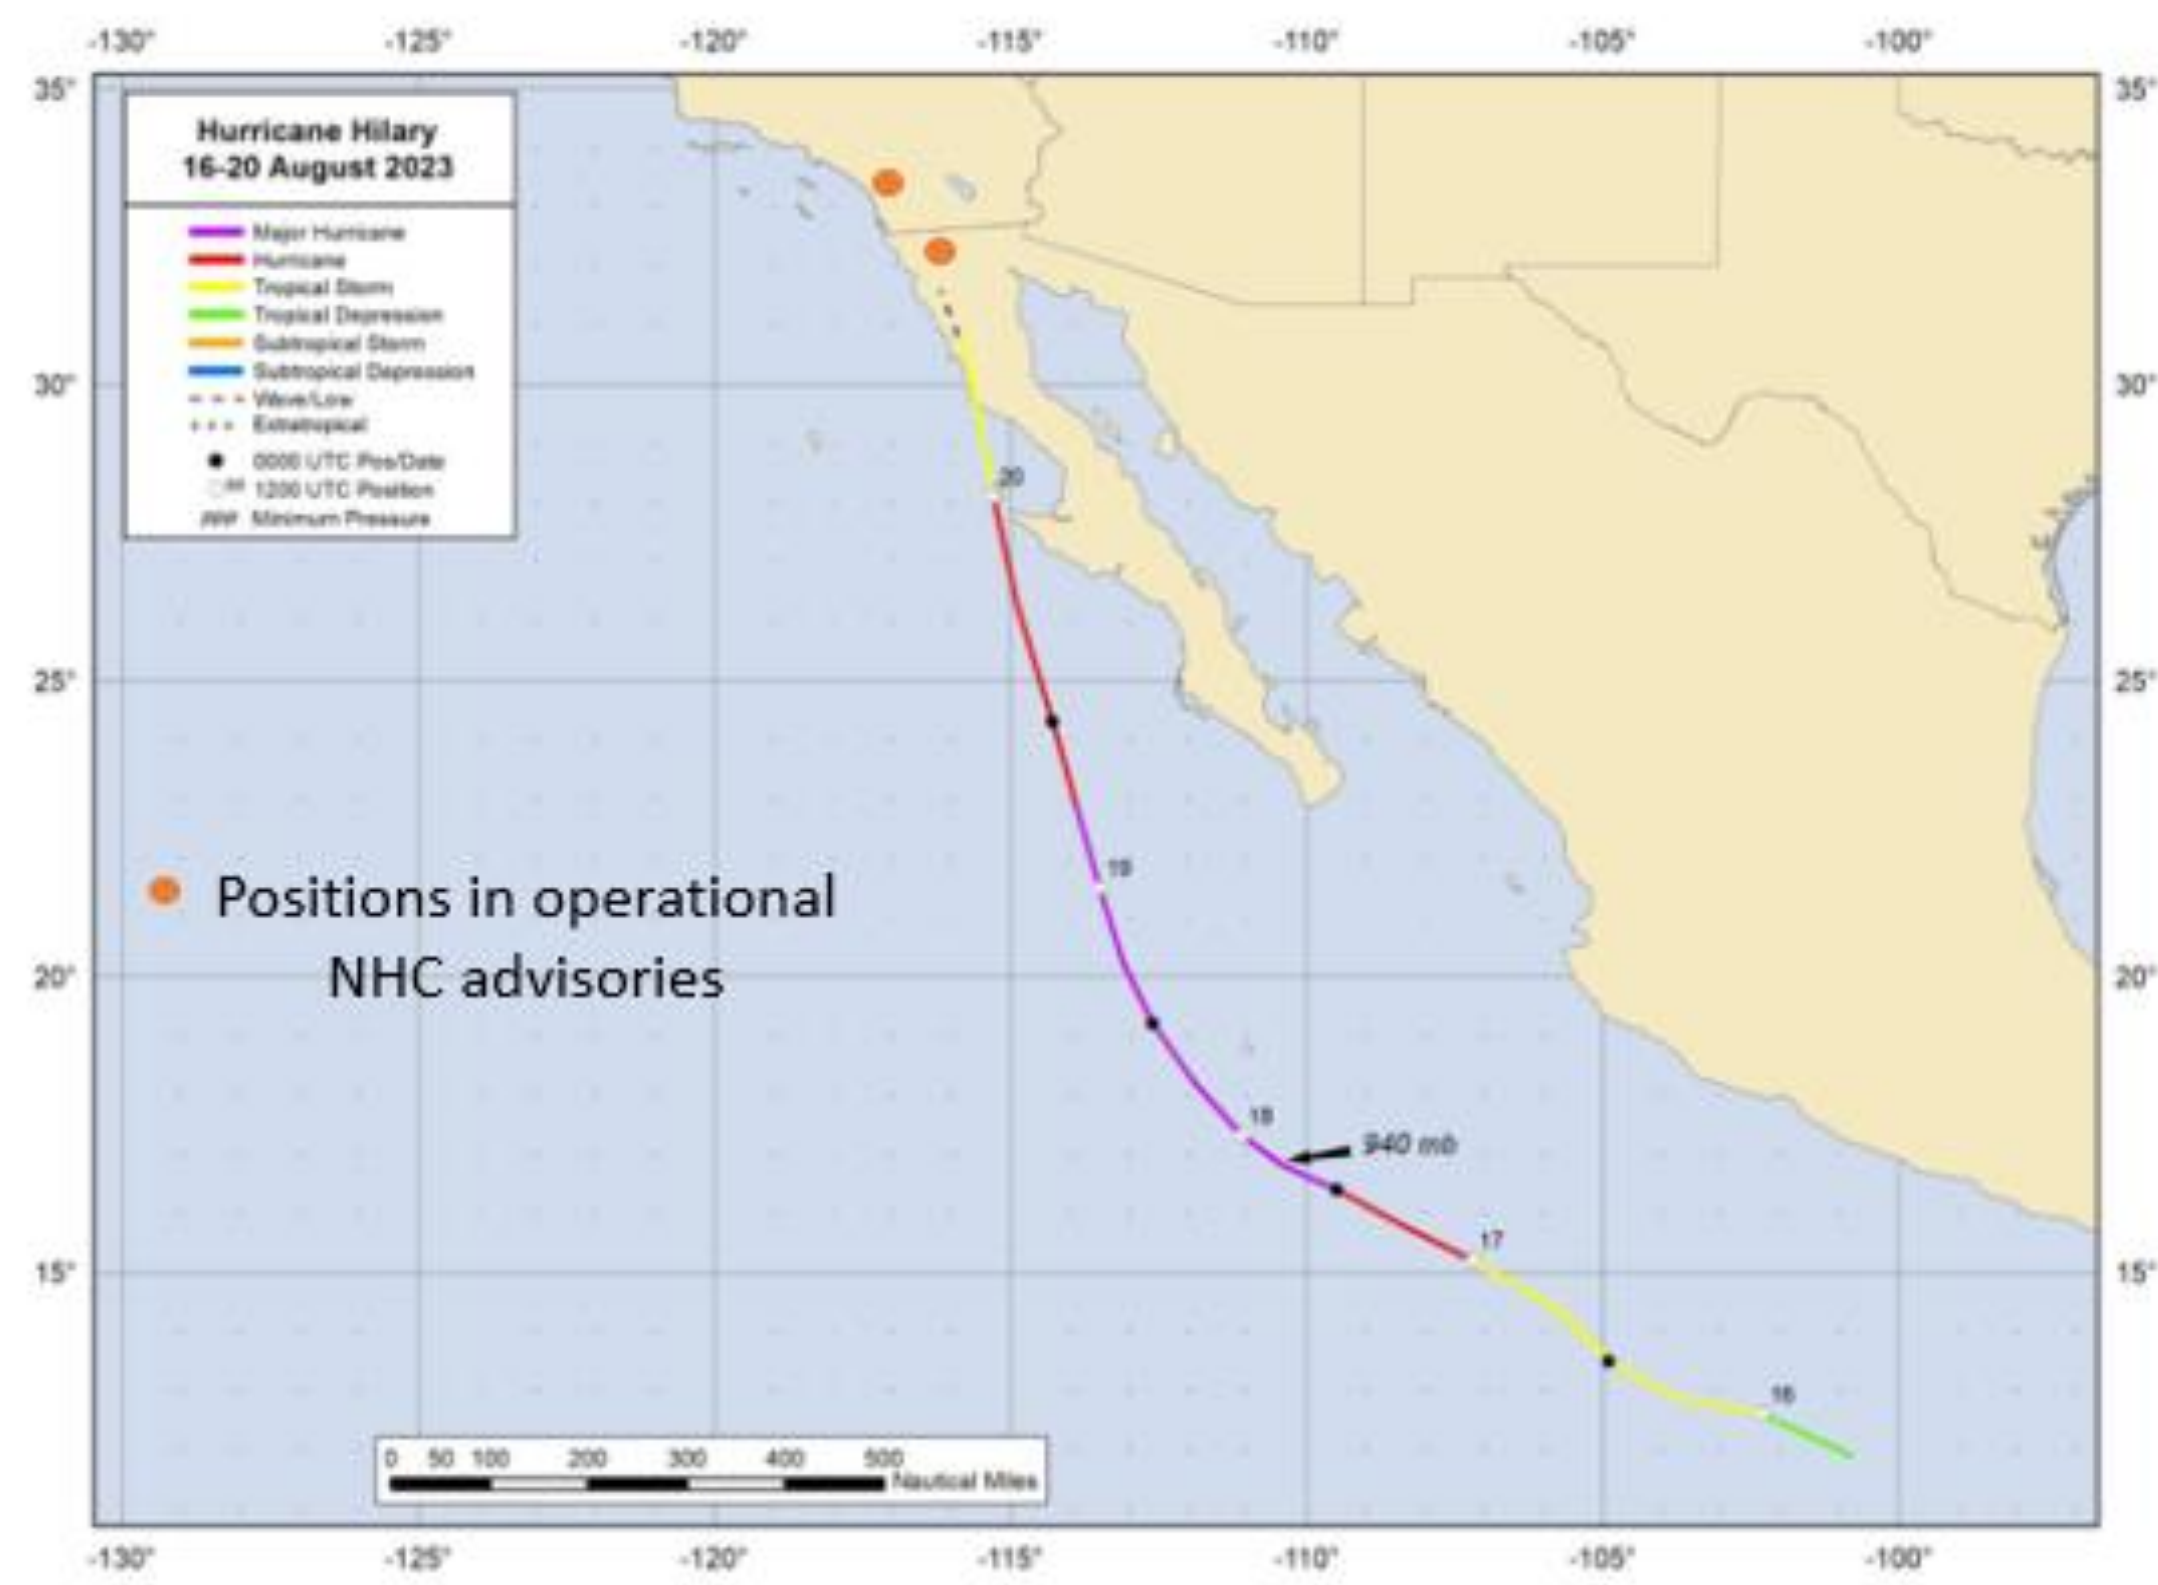 -130° -125° -120° -115° -110° -105° -100°
35° 35°
Hurricane Hilary
16-20 August 2023
Major Hurricane
Hurricane
Tropical Storm
Tropical Depression
Subtropical Storm
Subtropical Depression
Wave/Low
Extratropical
0000 UTC Pos/Date
## 1200 UTC Position
### Minimum Pressure
30° 30°
20
25° 25°
19
Positions in operational
NHC advisories
20° 20°
18
940 mb
17
15° 15°
16
0 50 100 200 300 400 500
Nautical Miles
-130° -125° -120° -115° -110° -105° -100°